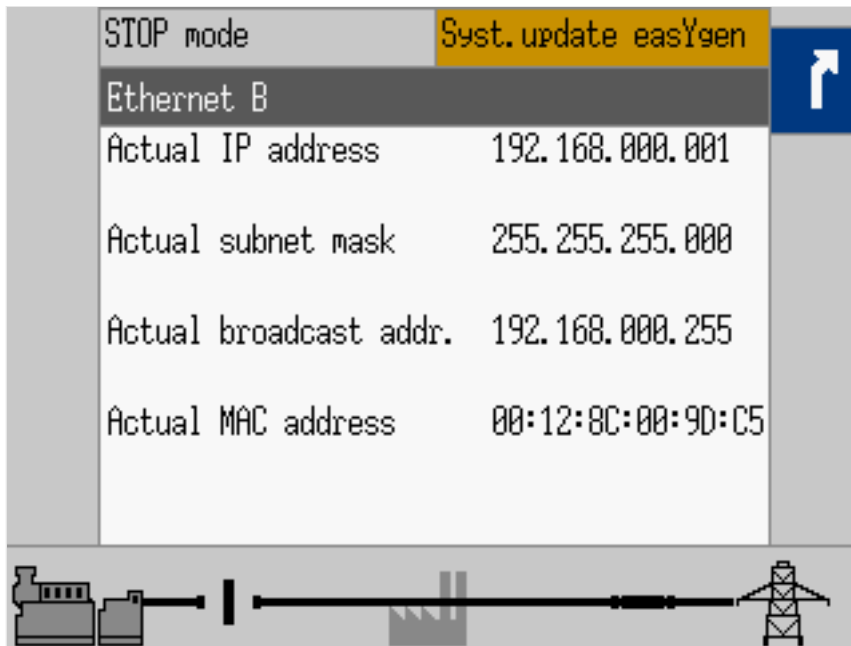 STOP mode Syst.update easYgen
Ethernet B
Actual IP address 192.168.000.001
Actual subnet mask 255.255.255.000
Actual broadcast addr. 192.168.000.255
Actual MAC address 00:12:8C:00:9D:C5